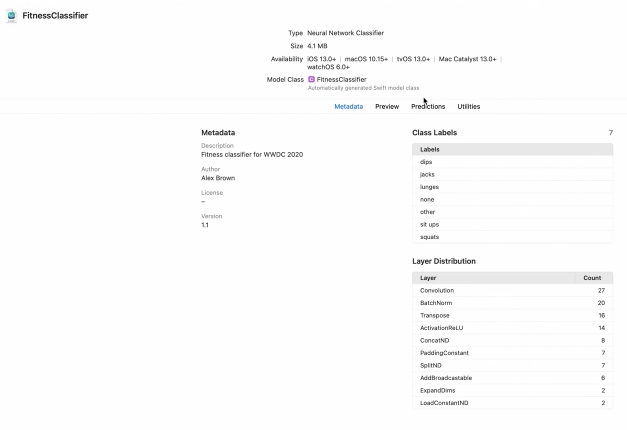 FitnessClassifier
Type Neural Network Classifier
Size 4.1 MB
Availability iOS 13.0+ | macOS 10.15+ | tvOS 13.0+ | Mac Catalyst 13.0+ |
watchOS 6.0+
Model Class C FitnessClassifier
Automatically generated Swift model class
Metadata Preview Predictions Utilities
Metadata
Description
Fitness classifier for WWDC 2020
Author
Alex Brown
License
–
Version
1.1
Class Labels 7
Labels
dips
jacks
lunges
none
other
sit ups
squats
Layer Distribution
Layer Count
Convolution 27
BatchNorm 20
Transpose 16
ActivationReLU 14
ConcatND 8
PaddingConstant 7
SplitND 7
AddBroadcastable 6
ExpandDims 2
LoadConstantND 2